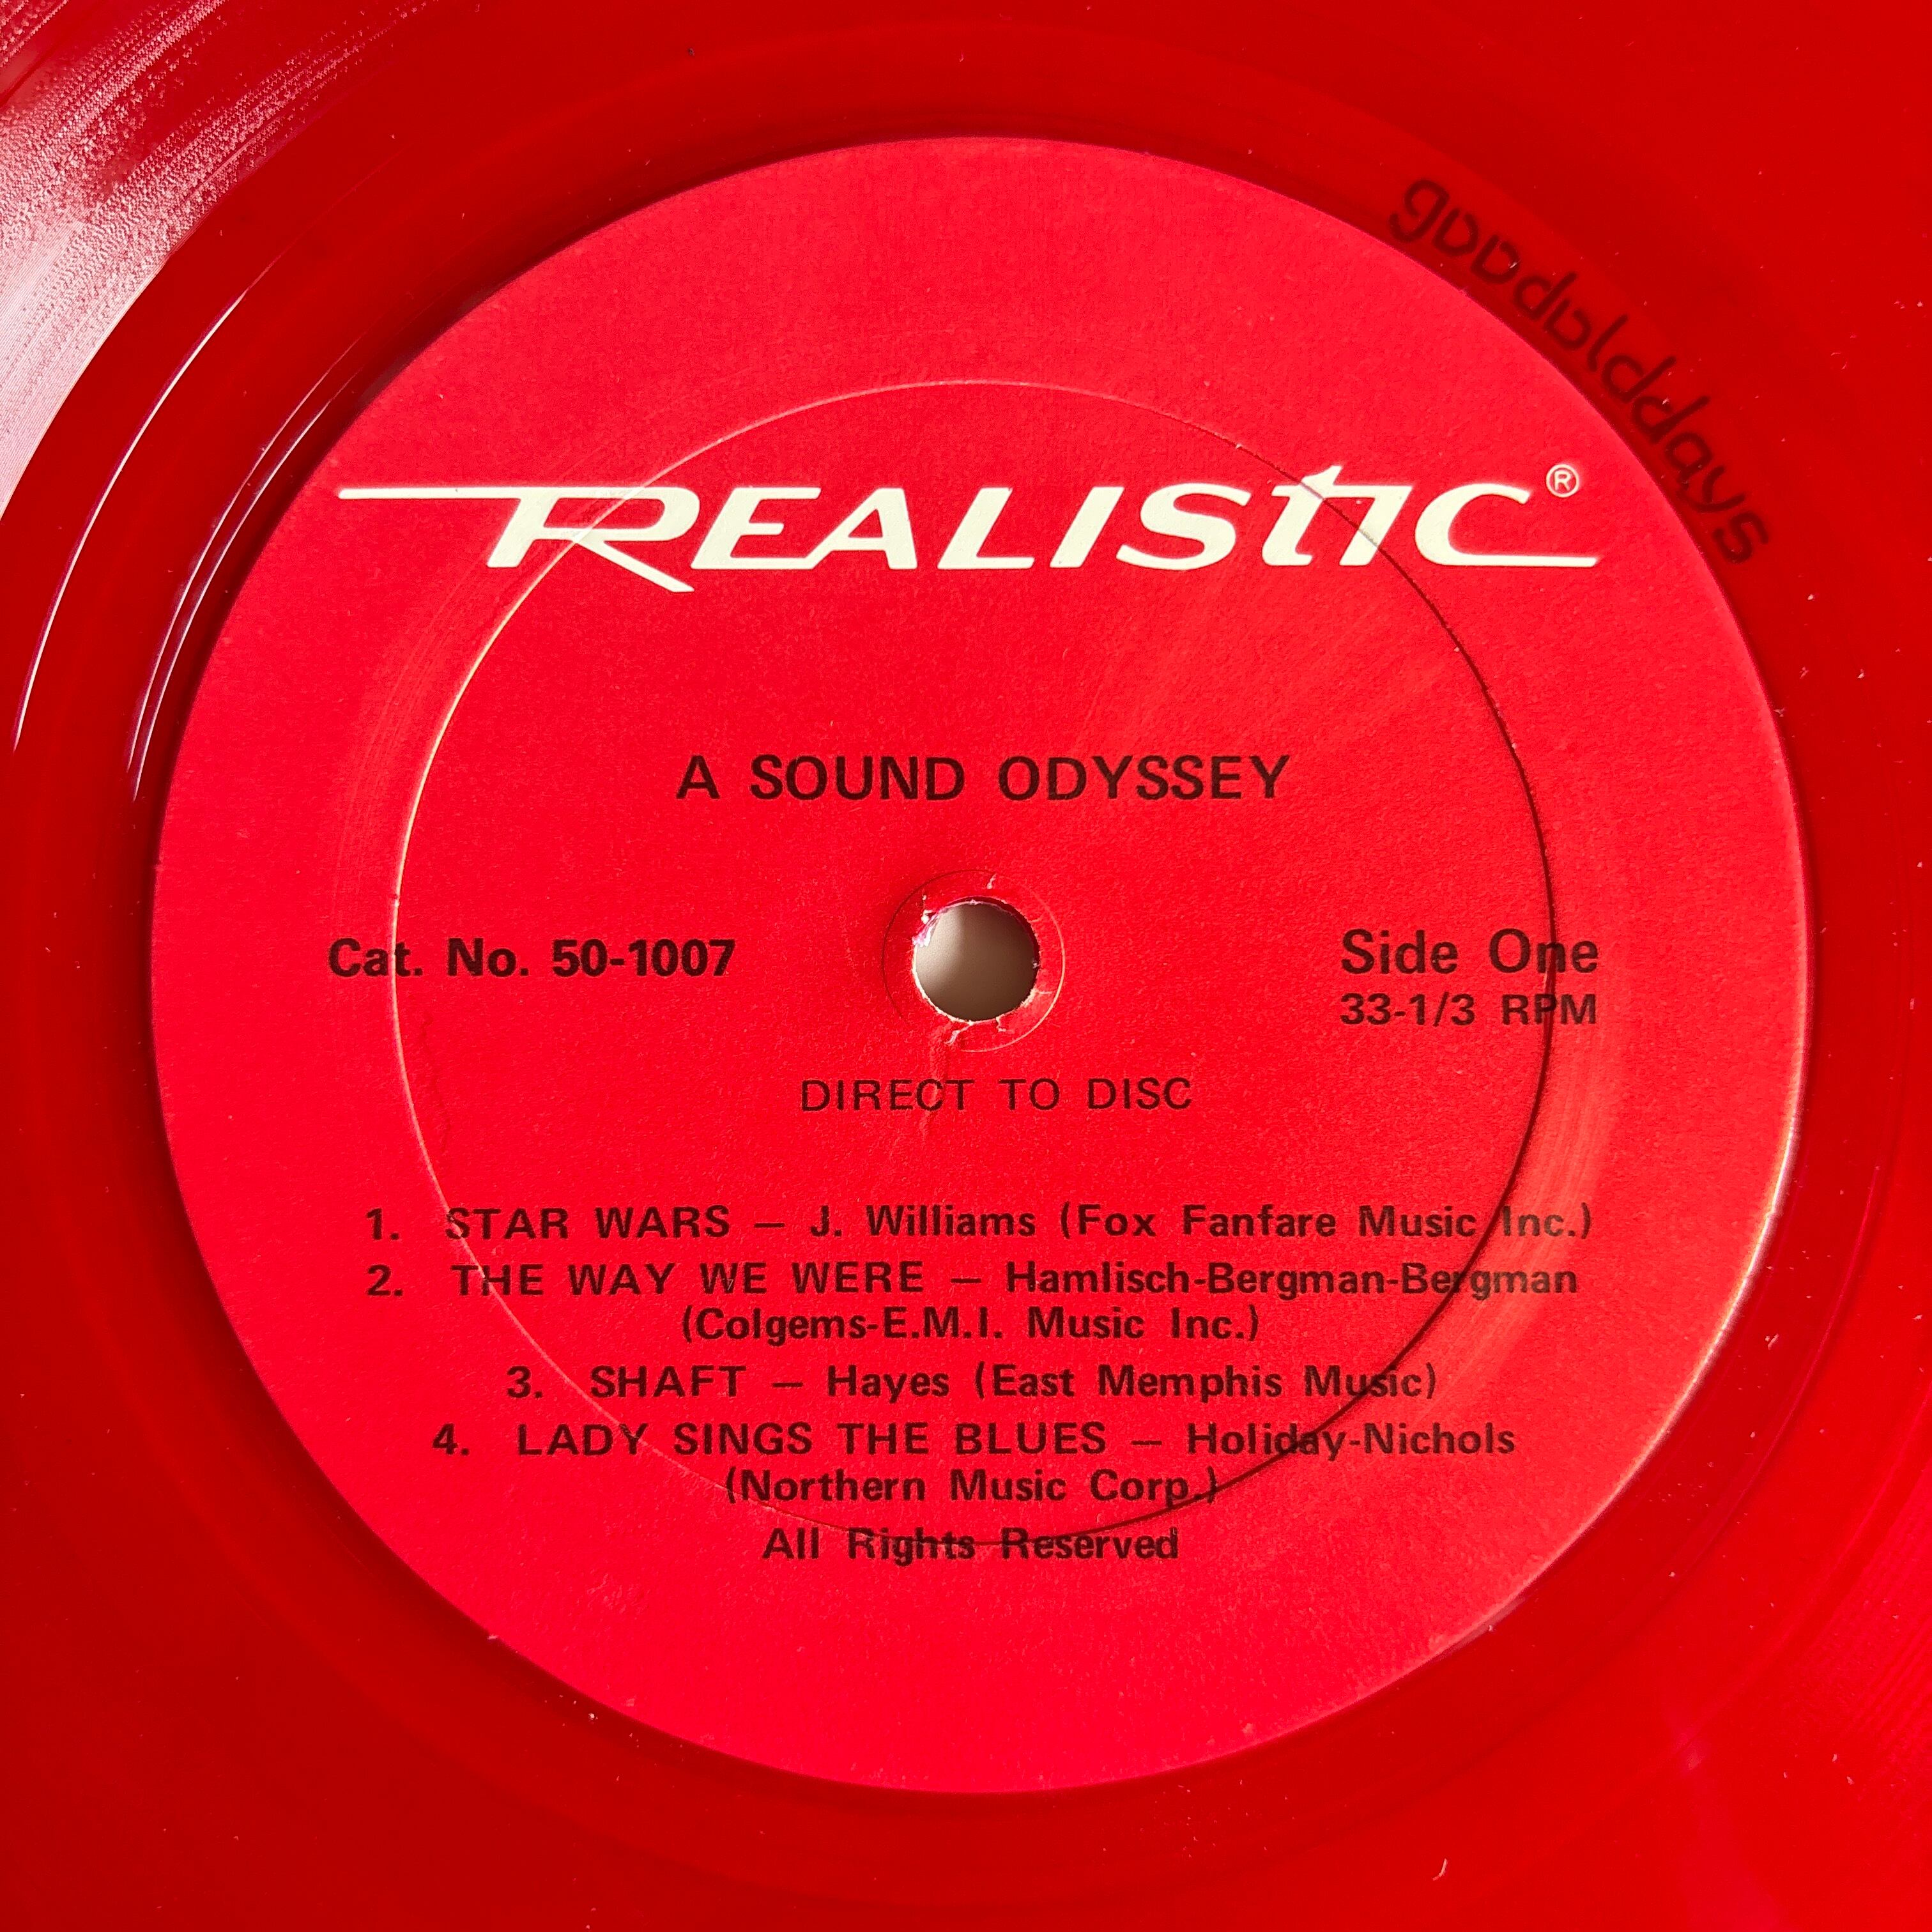 REALISTIC®
goodolddays
A SOUND ODYSSEY
Cat. No. 50-1007
Side One
33-1/3 RPM
DIRECT TO DISC
1. STAR WARS — J. Williams (Fox Fanfare Music Inc.)
2. THE WAY WE WERE — Hamlisch-Bergman-Bergman
(Colgems-E.M.I. Music Inc.)
3. SHAFT — Hayes (East Memphis Music)
4. LADY SINGS THE BLUES — Holiday-Nichols
(Northern Music Corp.)
All Rights Reserved